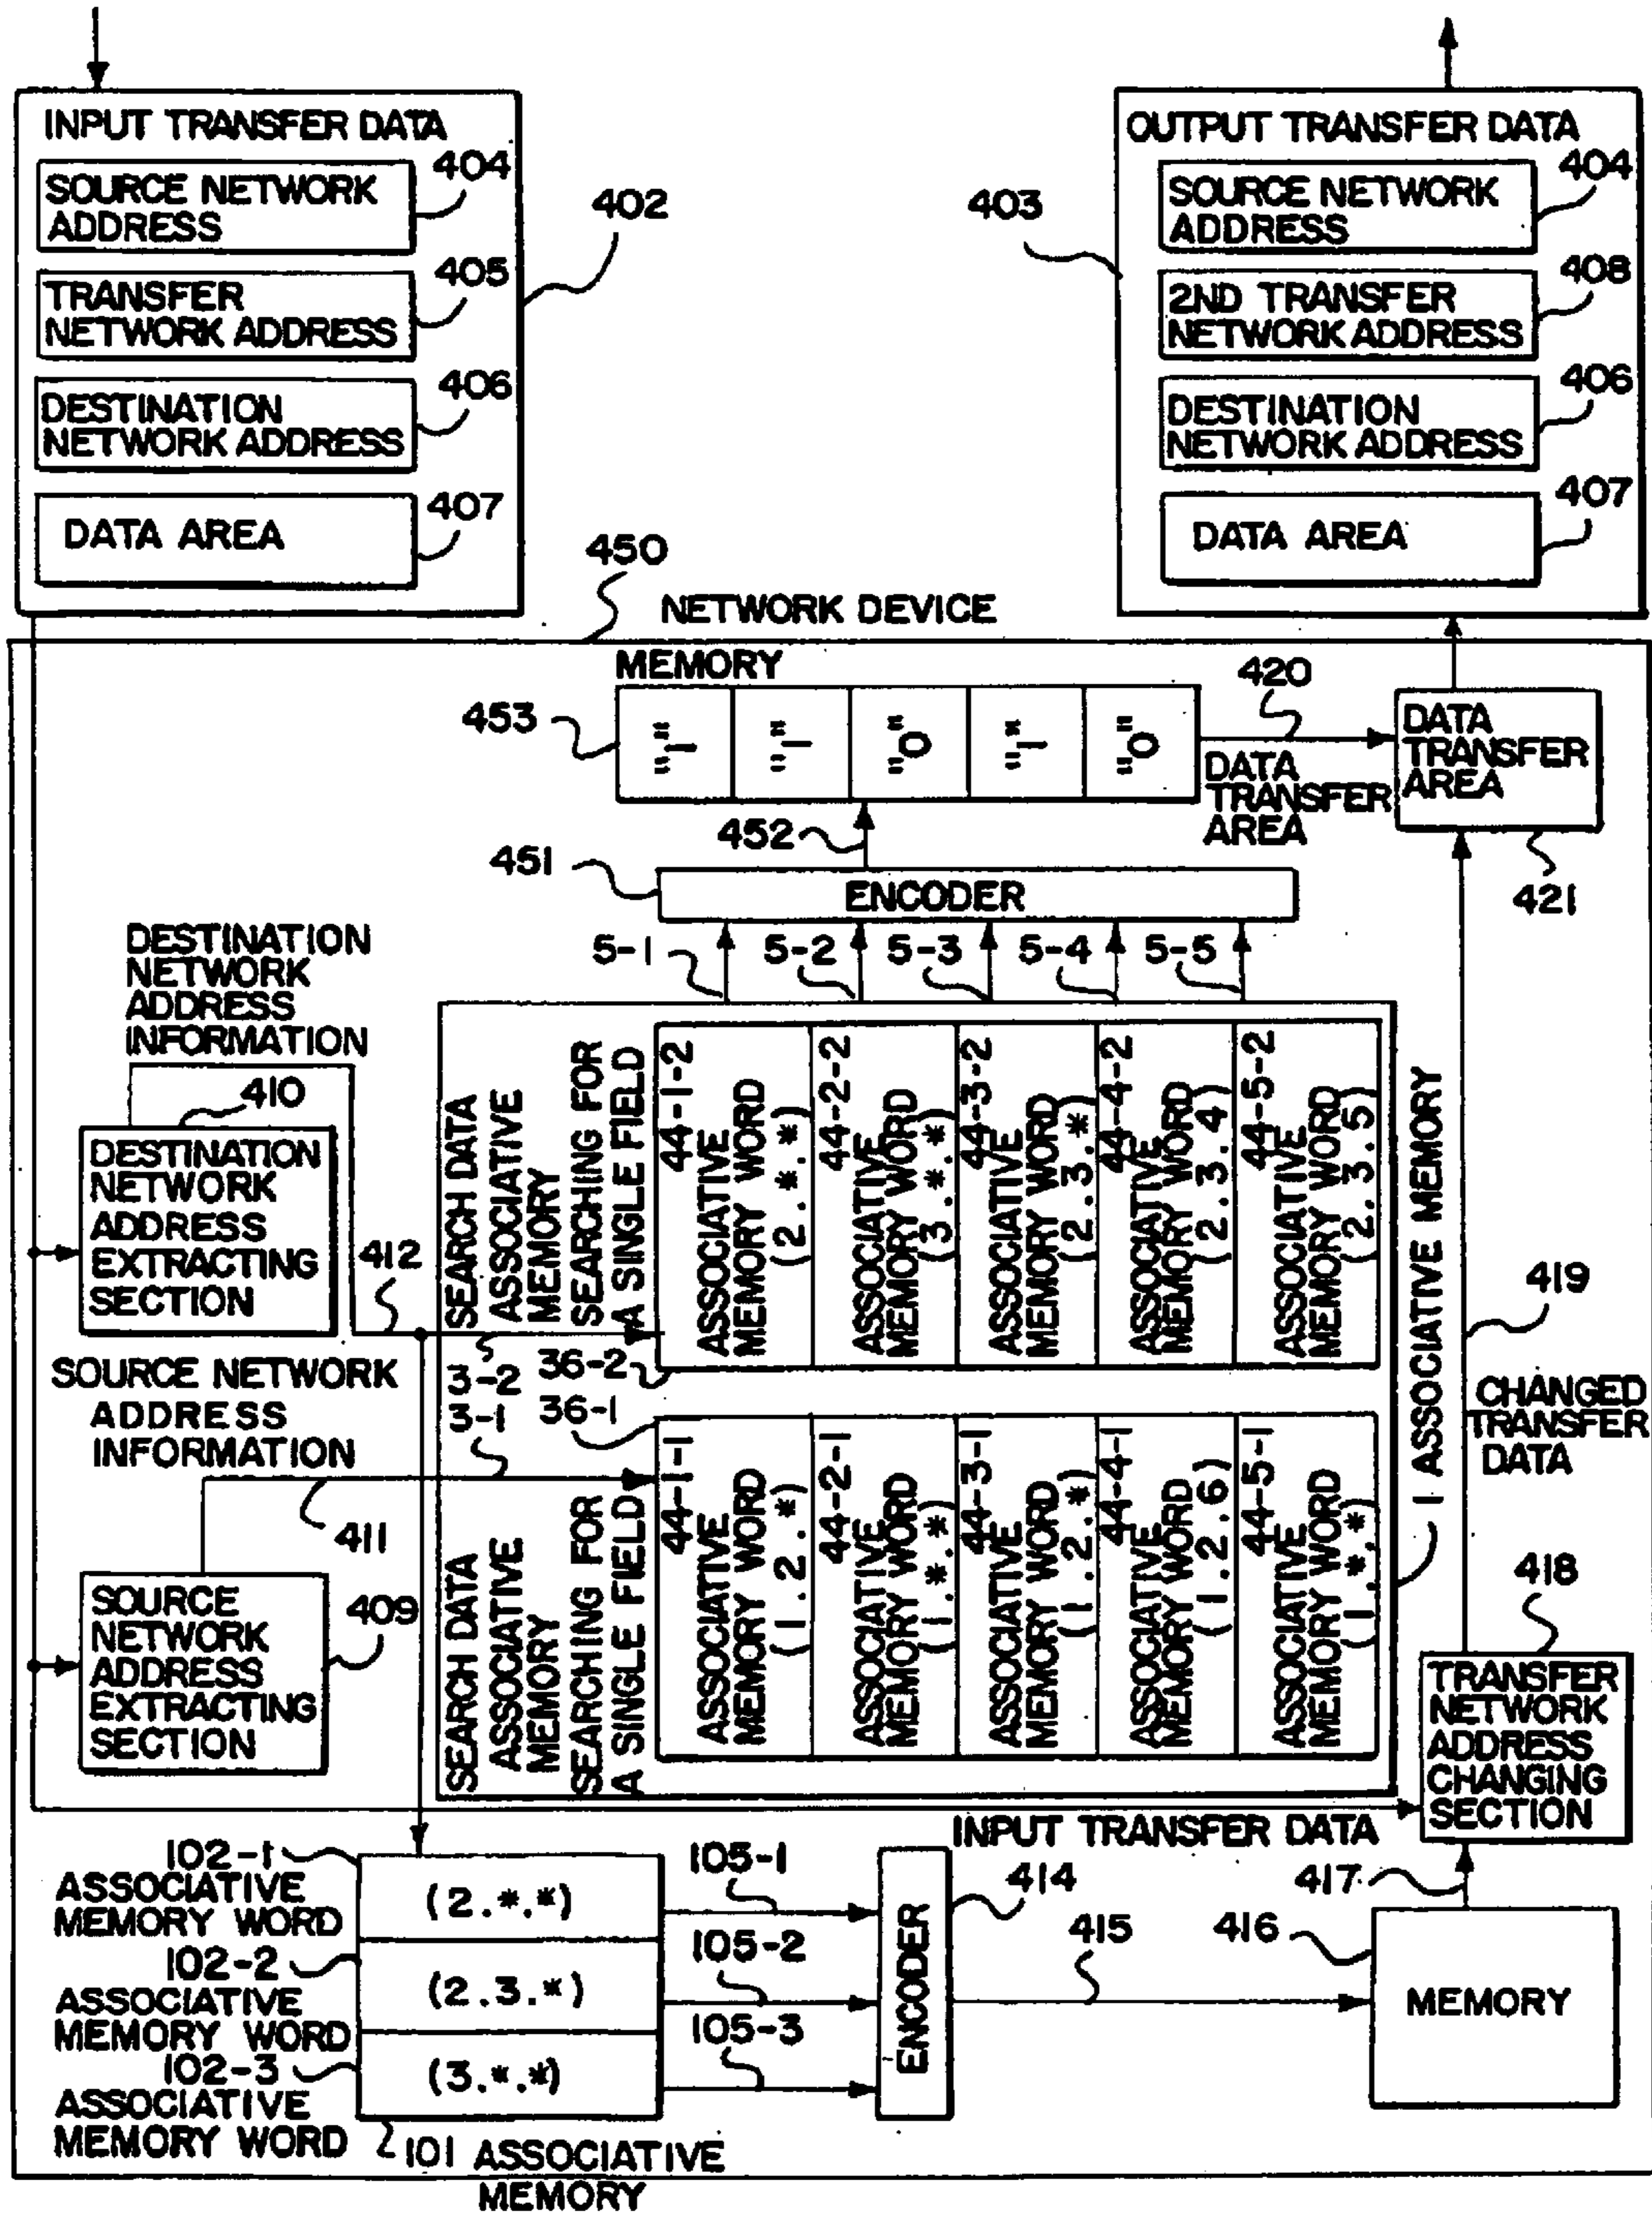 INPUT TRANSFER DATA
404
SOURCE NETWORK
ADDRESS
402
405
TRANSFER
NETWORK ADDRESS
406
DESTINATION
NETWORK ADDRESS
407
DATA AREA
OUTPUT TRANSFER DATA
404
SOURCE NETWORK
ADDRESS
403
408
2ND TRANSFER
NETWORK ADDRESS
406
DESTINATION
NETWORK ADDRESS
407
DATA AREA
450
NETWORK DEVICE
MEMORY
453
"1"
"1"
"0"
"1"
"0"
420
DATA
TRANSFER
AREA
DATA
TRANSFER
AREA
421
452
451
ENCODER
5-1
5-2
5-3
5-4
5-5
DESTINATION
NETWORK
ADDRESS
INFORMATION
410
DESTINATION
NETWORK
ADDRESS
EXTRACTING
SECTION
412
SEARCH DATA
ASSOCIATIVE
MEMORY
SEARCHING FOR
A SINGLE FIELD
44-1-2
ASSOCIATIVE
MEMORY WORD
(2.*.*)
44-2-2
ASSOCIATIVE
MEMORY WORD
(3.*.*)
44-3-2
ASSOCIATIVE
MEMORY WORD
(2.3.*)
44-4-2
ASSOCIATIVE
MEMORY WORD
(2.3.4)
44-5-2
ASSOCIATIVE
MEMORY WORD
(2.3.5)
1 ASSOCIATIVE MEMORY
419
CHANGED
TRANSFER
DATA
SOURCE NETWORK
ADDRESS
INFORMATION
3-2
36-2
3-1
36-1
411
SOURCE
NETWORK
ADDRESS
EXTRACTING
SECTION
409
SEARCH DATA
ASSOCIATIVE
MEMORY
SEARCHING FOR
A SINGLE FIELD
44-1-1
ASSOCIATIVE
MEMORY WORD
(1.2.*)
44-2-1
ASSOCIATIVE
MEMORY WORD
(1.*.*)
44-3-1
ASSOCIATIVE
MEMORY WORD
(1.2.*)
44-4-1
ASSOCIATIVE
MEMORY WORD
(1.2.6)
44-5-1
ASSOCIATIVE
MEMORY WORD
(1.*.*)
418
TRANSFER
NETWORK
ADDRESS
CHANGING
SECTION
INPUT TRANSFER DATA
102-1
ASSOCIATIVE
MEMORY WORD
(2.*.*)
105-1
102-2
ASSOCIATIVE
MEMORY WORD
(2.3.*)
105-2
102-3
ASSOCIATIVE
MEMORY WORD
(3.*.*)
105-3
101 ASSOCIATIVE
MEMORY
414
ENCODER
415
416
417
MEMORY